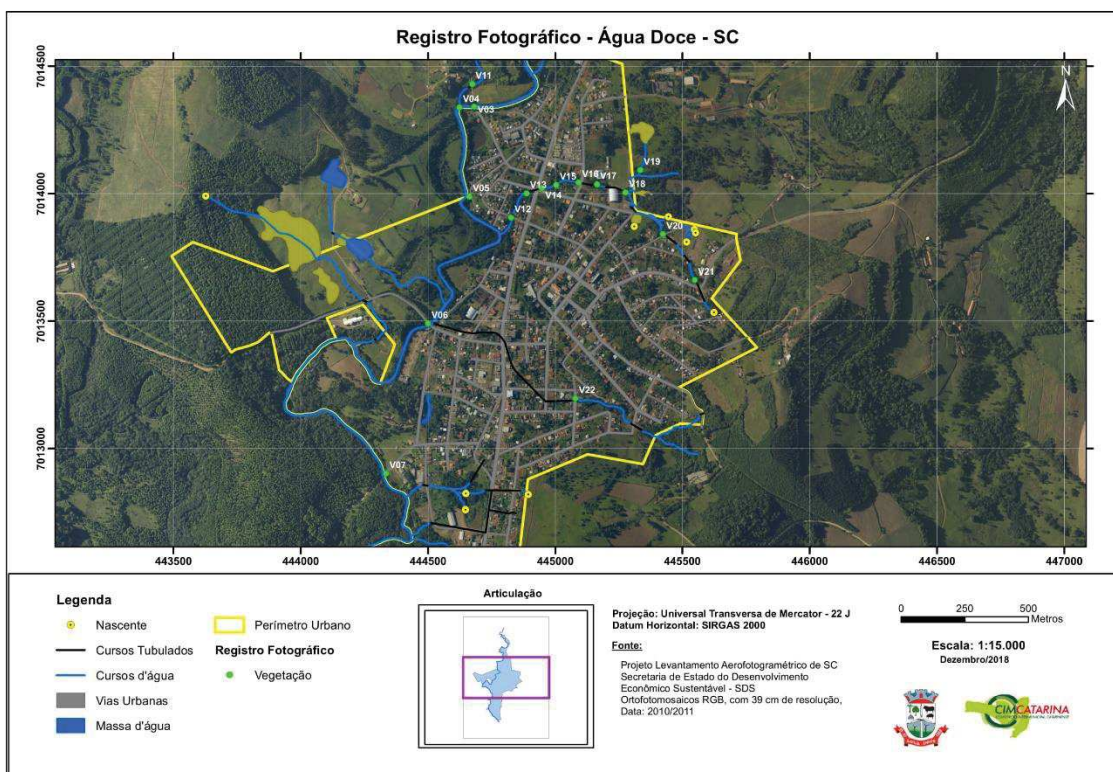 Registro Fotográfico - Água Doce - SC
N
7014500
7014000
7013500
7013000
V11
V04
V03
V05
V15
V16
V17
V13
V14
V12
V18
V19
V20
V21
V06
V22
V07
443500
444000
444500
445000
445500
446000
446500
447000
Legenda
Nascente
Cursos Tubulados
Cursos d'água
Vias Urbanas
Massa d'água
Perímetro Urbano
Registro Fotográfico
Vegetação
Articulação
Projeção: Universal Transversa de Mercator - 22 J
Datum Horizontal: SIRGAS 2000
Fonte:
Projeto Levantamento Aerofotogramétrico de SC
Secretaria de Estado do Desenvolvimento
Econômico Sustentável - SDS
Ortofotomosaicos RGB, com 39 cm de resolução,
Data: 2010/2011
0 250 500
Metros
Escala: 1:15.000
Dezembro/2018
CIMCATARINA